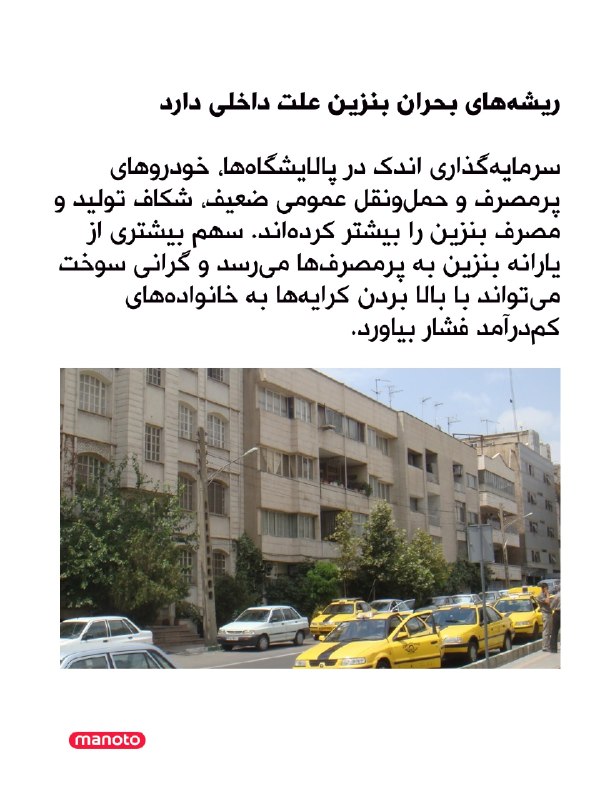 ریشه‌های بحران بنزین علت داخلی دارد
سرمایه‌گذاری اندک در پالایشگاه‌ها، خودروهای
پرمصرف و حمل‌ونقل عمومی ضعیف، شکاف تولید و
مصرف بنزین را بیشتر کرده‌اند. سهم بیشتری از
یارانه بنزین به پرمصرف‌ها می‌رسد و گرانی سوخت
می‌تواند با بالا بردن کرایه‌ها به خانواده‌های
کم‌درآمد فشار بیاورد.
manoto